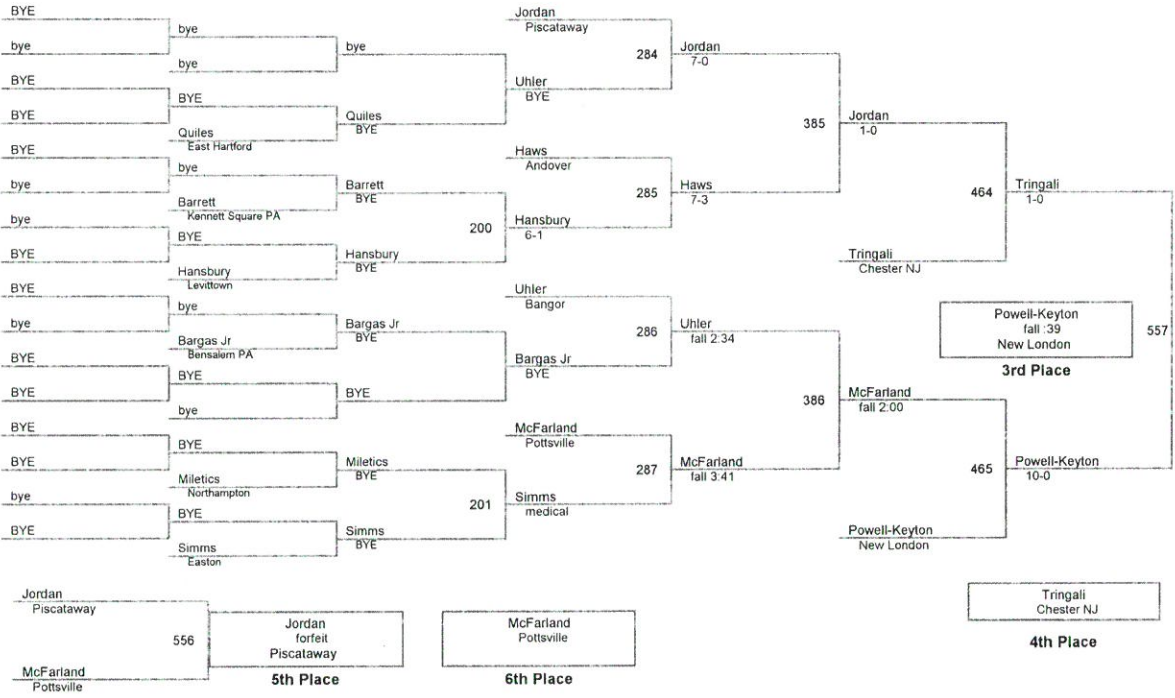 BYE
bye
BYE
BYE
BYE
bye
bye
BYE
BYE
bye
BYE
BYE
BYE
BYE
bye
BYE
bye
bye
BYE
Quiles
East Hartford
bye
Barrett
Kennett Square PA
BYE
Hansbury
Levittown
bye
Bargas Jr
Bensalem PA
BYE
bye
BYE
Miletics
Northampton
BYE
Simms
Easton
bye
Quiles
BYE
Barrett
BYE
Hansbury
BYE
Bargas Jr
BYE
BYE
Miletics
BYE
Simms
BYE
200
201
Jordan
Piscataway
Uhler
BYE
Haws
Andover
Hansbury
6-1
Uhler
Bangor
Bargas Jr
BYE
McFarland
Pottsville
Simms
medical
284
285
286
287
Jordan
7-0
Haws
7-3
Uhler
fall 2:34
McFarland
fall 3:41
385
386
Jordan
1-0
Tringali
Chester NJ
McFarland
fall 2:00
Powell-Keyton
New London
464
465
Tringali
1-0
Powell-Keyton
10-0
557
Powell-Keyton
fall :39
New London
3rd Place
Tringali
Chester NJ
4th Place
Jordan
Piscataway
556
McFarland
Pottsville
Jordan
forfeit
Piscataway
5th Place
McFarland
Pottsville
6th Place